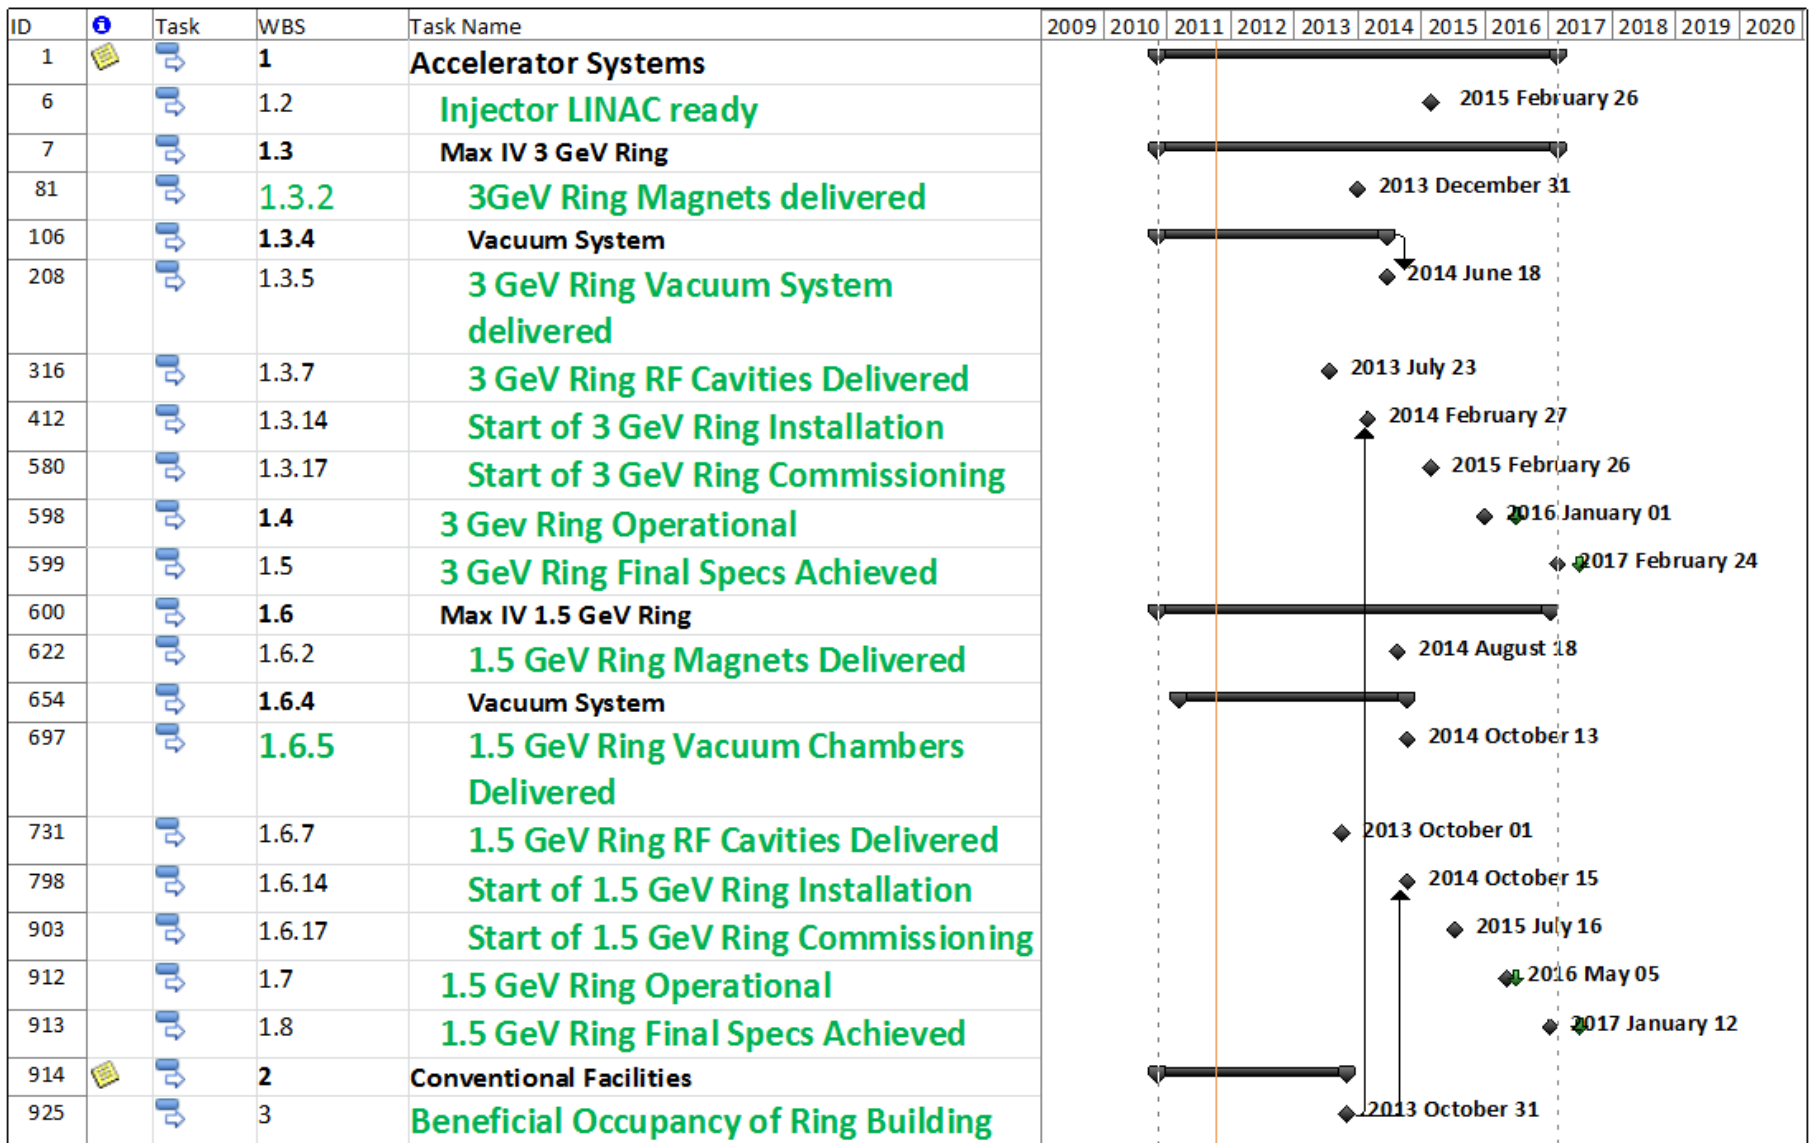 ID Task WBS Task Name 2009 2010 2011 2012 2013 2014 2015 2016 2017 2018 2019 2020
1 1 Accelerator Systems
6 1.2 Injector LINAC ready 2015 February 26
7 1.3 Max IV 3 GeV Ring
81 1.3.2 3GeV Ring Magnets delivered 2013 December 31
106 1.3.4 Vacuum System
208 1.3.5 3 GeV Ring Vacuum System 2014 June 18
delivered
316 1.3.7 3 GeV Ring RF Cavities Delivered 2013 July 23
412 1.3.14 Start of 3 GeV Ring Installation 2014 February 27
580 1.3.17 Start of 3 GeV Ring Commissioning 2015 February 26
598 1.4 3 Gev Ring Operational 2016 January 01
599 1.5 3 GeV Ring Final Specs Achieved 2017 February 24
600 1.6 Max IV 1.5 GeV Ring
622 1.6.2 1.5 GeV Ring Magnets Delivered 2014 August 18
654 1.6.4 Vacuum System
697 1.6.5 1.5 GeV Ring Vacuum Chambers 2014 October 13
Delivered
731 1.6.7 1.5 GeV Ring RF Cavities Delivered 2013 October 01
798 1.6.14 Start of 1.5 GeV Ring Installation 2014 October 15
903 1.6.17 Start of 1.5 GeV Ring Commissioning 2015 July 16
912 1.7 1.5 GeV Ring Operational 2016 May 05
913 1.8 1.5 GeV Ring Final Specs Achieved 2017 January 12
914 2 Conventional Facilities
925 3 Beneficial Occupancy of Ring Building 2013 October 31